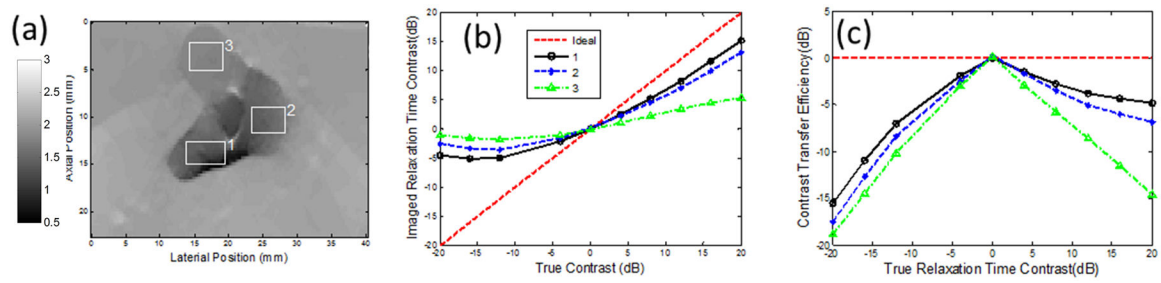 (a)
3
2.5
2
1.5
1
0.5
Axial Position (mm)
0
5
10
15
20
3
2
1
0 5 10 15 20 25 30 35 40
Laterial Position (mm)
(b)
Imaged Relaxation Time Contrast(dB)
20
15
10
5
0
-5
-10
-15
-20
Ideal
1
2
3
-20 -15 -10 -5 0 5 10 15 20
True Contrast (dB)
(c)
Contrast Transfer Efficiency(dB)
5
0
-5
-10
-15
-20
-20 -15 -10 -5 0 5 10 15 20
True Relaxation Time Contrast(dB)